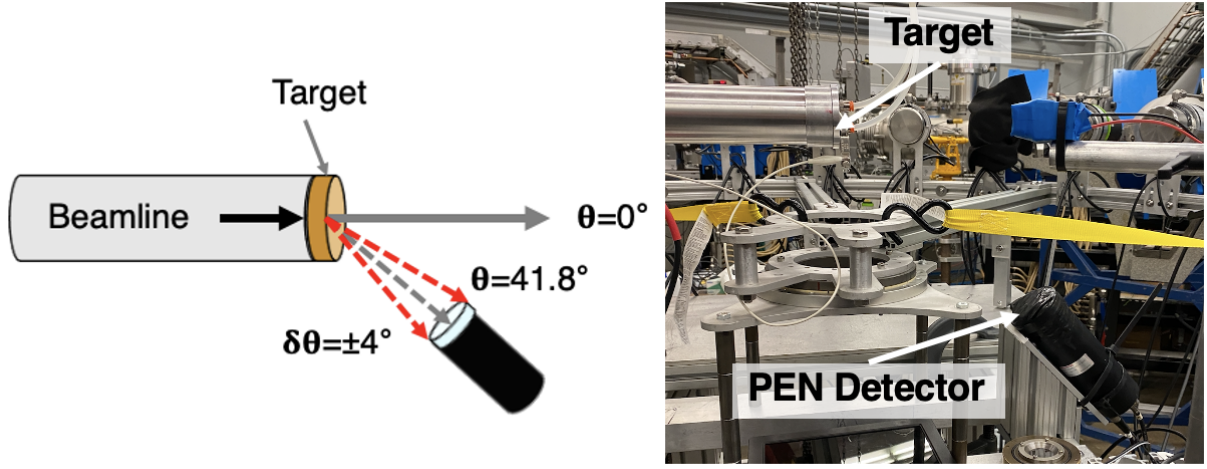 Target
Beamline
θ=0°
θ=41.8°
δθ=±4°
Target
PEN Detector